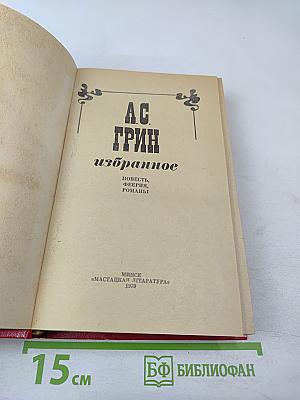 А.С.
ГРИН
избранное
ПОВЕСТЬ,
ФЕЕРИЯ,
РОМАНЫ
МИНСК
«МАСТАЦКАЯ ЛІТАРАТУРА»
1979
15 см
БФ БИБЛИОФАН